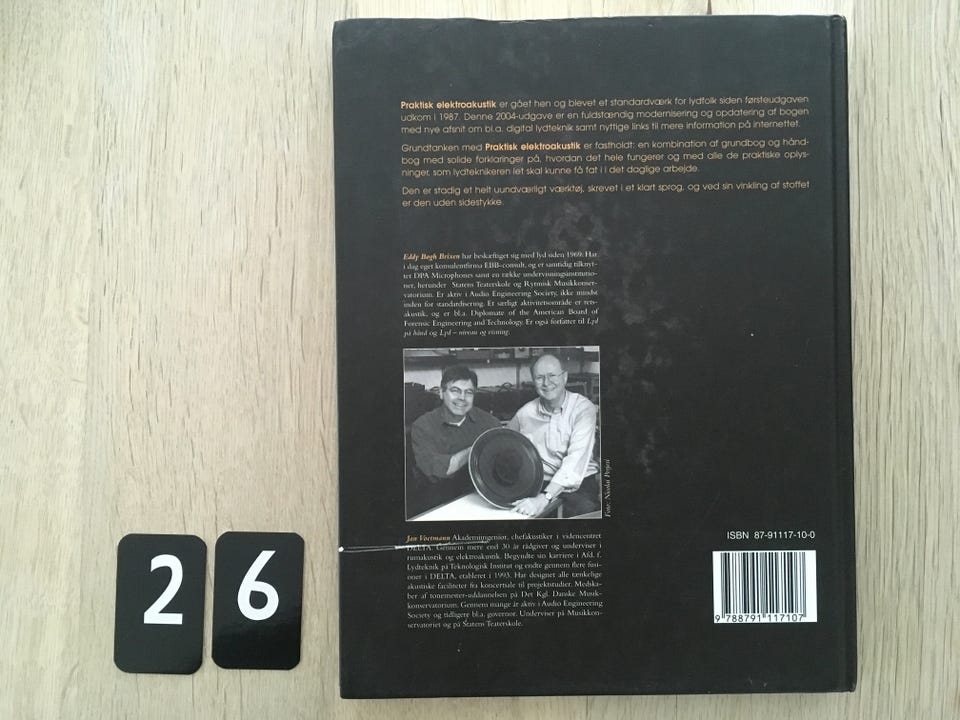 Praktisk elektroakustik er gået hen og blevet et standardværk for lydfolk siden førsteudgaven
udkom i 1987. Denne 2004-udgave er en fuldstændig modernisering og opdatering af bogen
med nye afsnit om bl.a. digital lydteknik samt nyttige links til mere information på internettet.
Grundtanken med Praktisk elektroakustik er fastholdt: en kombination af grundbog og hånd-
bog med solide forklaringer på, hvordan det hele fungerer og med alle de praktiske oplys-
ninger, som lydteknikeren let skal kunne få fat i i det daglige arbejde.
Den er stadig et helt uundværligt værktøj, skrevet i et klart sprog, og ved sin vinkling af stoffet
er den uden sidestykke.
Eddy Bøgh Brixen har beskæftiget sig med lyd siden 1969. Har
i dag eget konsulentfirma EBB-consult, og er samtidig tilknyt-
tet DPA Microphones samt en række undervisningsinstitutio-
ner, herunder Statens Teaterskole og Rytmisk Musikkonser-
vatorium. Er aktiv i Audio Engineering Society, ikke mindst
inden for standardisering. Et særligt aktivitetsområde er rets-
akustik, og er bl.a. Diplomate of the American Board of
Forensic Engineering and Technology. Er også forfatter til Lyd
på bånd og Lyd – niveau og visning.
Foto: Nicolai Perjesi
Jan Voetmann Akademiingeniør, chefakustiker i videncentret
DELTA. Gennem mere end 30 år rådgiver og underviser i
rumakustik og elektroakustik. Begyndte sin karriere i Afd. f.
Lydteknik på Teknologisk Institut og endte gennem flere fusi-
oner i DELTA, etableret i 1993. Har designet alle tænkelige
akustiske faciliteter fra koncertsale til projektstudier. Medska-
ber af tonemester-uddannelsen på Det Kgl. Danske Musik-
konservatorium. Gennem mange år aktiv i Audio Engineering
Society og tidligere bl.a. governor. Underviser på Musikkon-
servatoriet og på Statens Teaterskole.
ISBN 87-91117-10-0
9 788791 117107
2 6